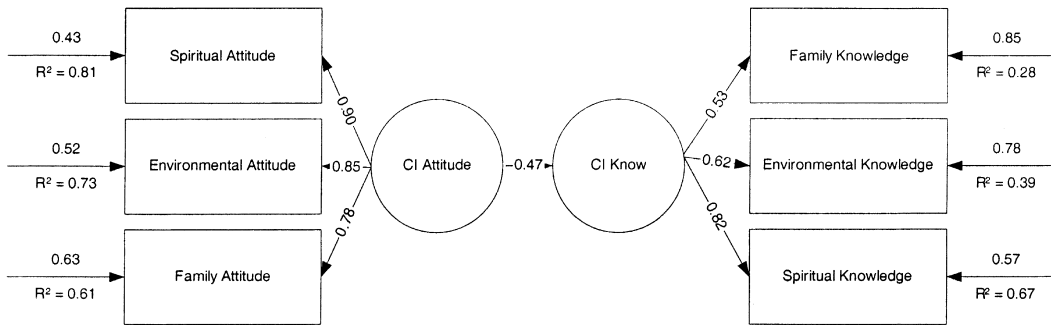 0.43
R² = 0.81
Spiritual Attitude
0.90
0.52
R² = 0.73
Environmental Attitude
0.85
0.63
R² = 0.61
Family Attitude
0.78
CI Attitude
0.47
CI Know
0.53
Family Knowledge
0.85
R² = 0.28
0.62
Environmental Knowledge
0.78
R² = 0.39
0.82
Spiritual Knowledge
0.57
R² = 0.67